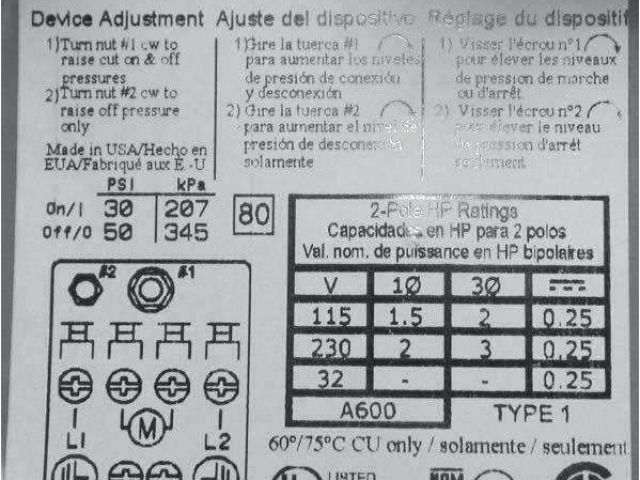 Device Adjustment Ajuste del dispositivo Réglage du dispositif
1)Turn nut #1 cw to
raise cut on & off
pressures
2)Turn nut #2 cw to
raise off pressure
only
Made in USA/Hecho en
EUA/Fabriqué aux E.-U
1)Gire la tuerca #1
para aumentar los niveles
de presión de conexión
y desconexión
2) Gire la tuerca #2
para aumentar el nivel de
presión de desconexión
solamente
1) Visser l'écrou n°1
pour élever les niveaux
de pression de marche
ou d'arrêt
2) Visser l'écrou n°2
pour élever le niveau
de pression d'arrêt
seulement
PSI kPa
On/I 30 207
Off/O 50 345
80
2-Pole HP Ratings
Capacidades en HP para 2 polos
Val. nom. de puissance en HP bipolaires
V 1Ø 3Ø
115 1.5 2 0.25
230 2 3 0.25
32 - - 0.25
A600 TYPE 1
#2 #1
L1 M L2
60°/75°C CU only / solamente / seulement
LISTED
NOM